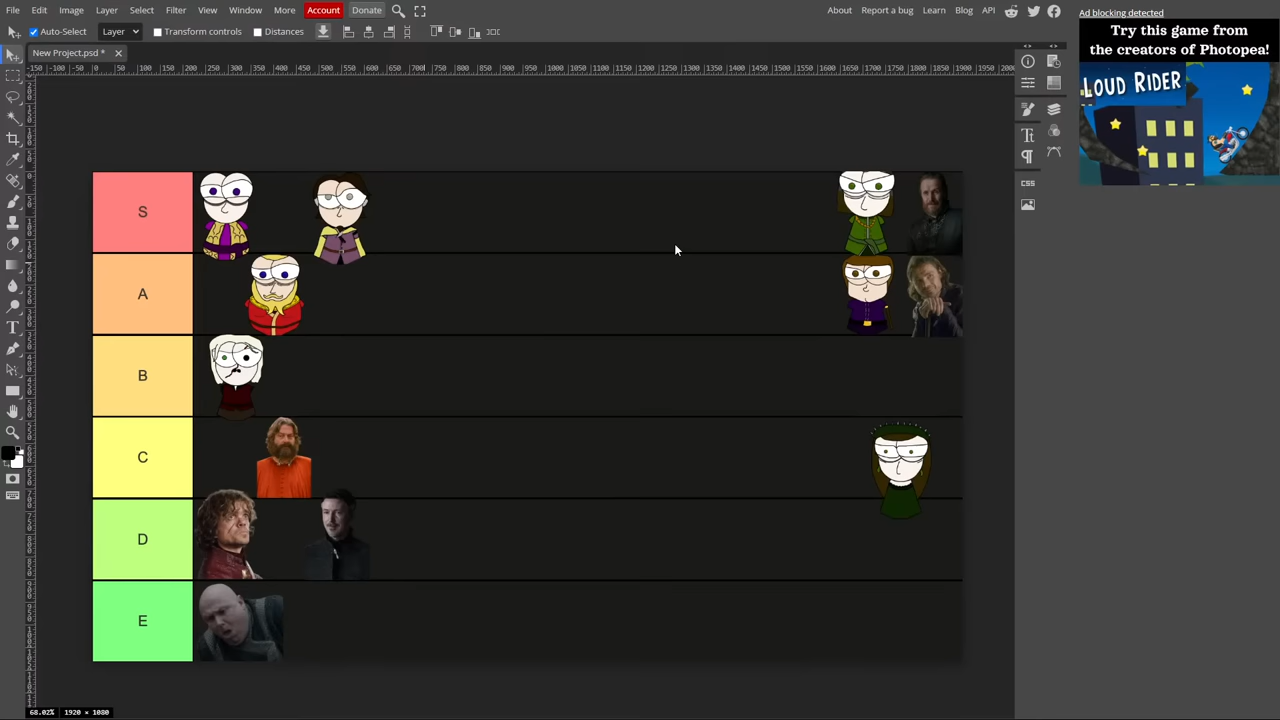 File Edit Image Layer Select Filter View Window More Account Donate About Report a bug Learn Blog API
Auto-Select Layer Transform controls Distances
New Project.psd * ×
Ad blocking detected
Try this game from
the creators of Photopea!
LOUD RIDER
S
A
B
C
D
E
CSS
68.02% 1920 × 1080